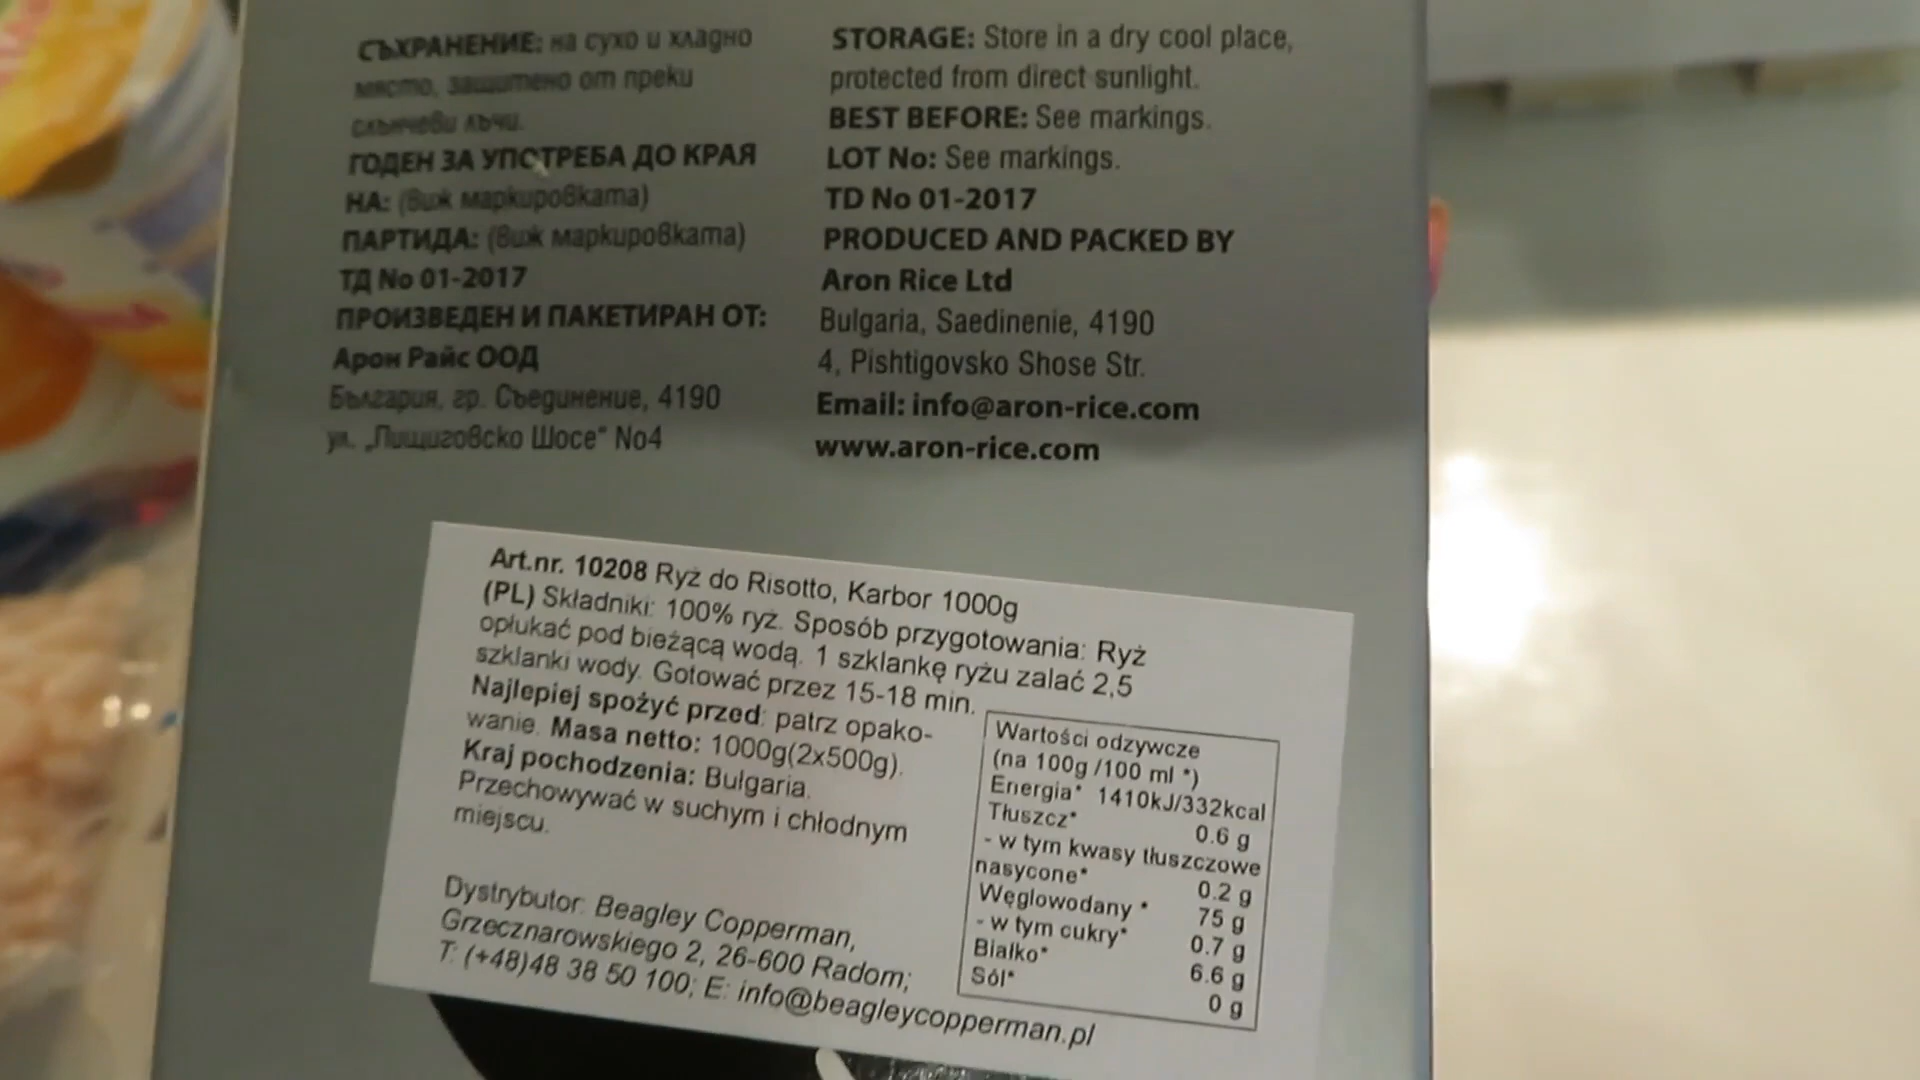 СЪХРАНЕНИЕ: на сухо и хладно
място, защитено от преки
слънчеви лъчи.
ГОДЕН ЗА УПОТРЕБА ДО КРАЯ
НА: (виж маркировката)
ПАРТИДА: (виж маркировката)
ТД No 01-2017
ПРОИЗВЕДЕН И ПАКЕТИРАН ОТ:
Арон Райс ООД
България, гр. Съединение, 4190
ул. „Пищиговско Шосе" No4
STORAGE: Store in a dry cool place,
protected from direct sunlight.
BEST BEFORE: See markings.
LOT No: See markings.
TD No 01-2017
PRODUCED AND PACKED BY
Aron Rice Ltd
Bulgaria, Saedinenie, 4190
4, Pishtigovsko Shose Str.
Email: info@aron-rice.com
www.aron-rice.com
Art.nr. 10208 Ryż do Risotto, Karbor 1000g
(PL) Składniki: 100% ryż. Sposób przygotowania: Ryż
opłukać pod bieżącą wodą. 1 szklankę ryżu zalać 2,5
szklanki wody. Gotować przez 15-18 min.
Najlepiej spożyć przed: patrz opako-
wanie. Masa netto: 1000g(2x500g).
Kraj pochodzenia: Bułgaria.
Przechowywać w suchym i chłodnym
miejscu.
Dystrybutor: Beagley Copperman,
Grzecznarowskiego 2, 26-600 Radom;
T: (+48)48 38 50 100; E: info@beagleycopperman.pl
Wartości odzywcze
(na 100g /100 ml *)
Energia* 1410kJ/332kcal
Tłuszcz* 0.6 g
- w tym kwasy tłuszczowe
nasycone* 0.2 g
Węglowodany * 75 g
- w tym cukry* 0.7 g
Białko* 6.6 g
Sól* 0 g